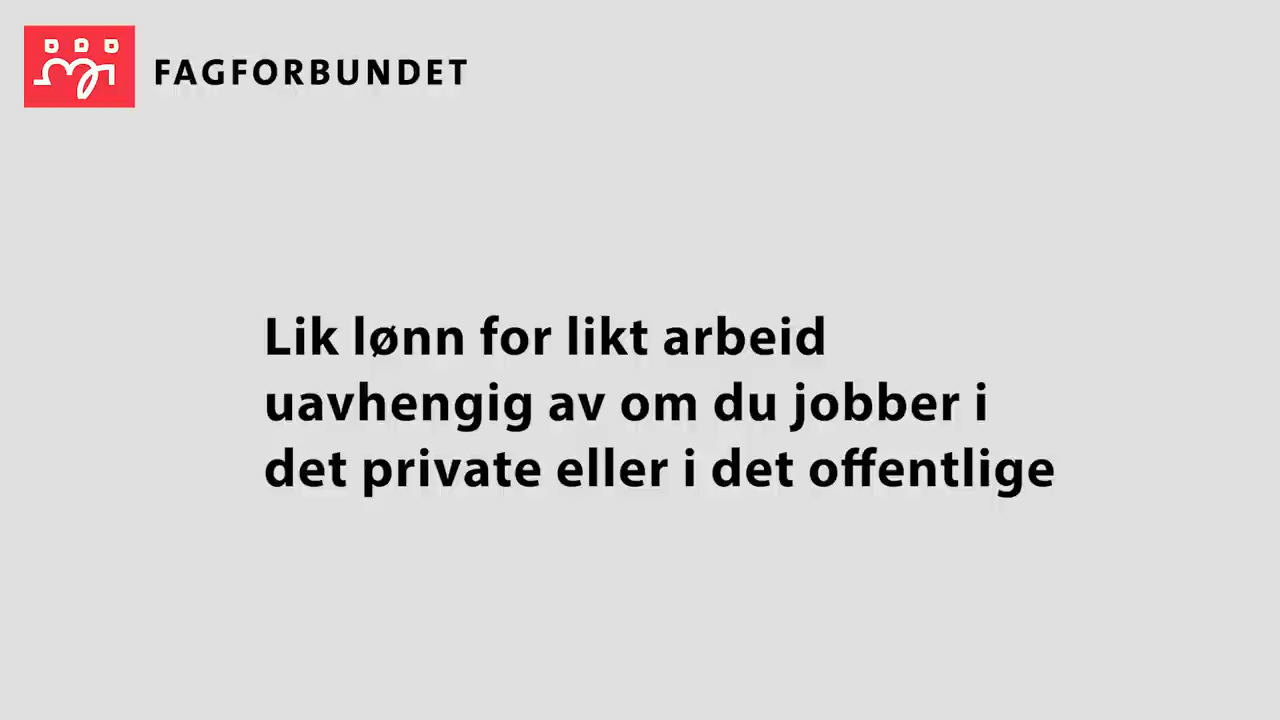 FAGFORBUNDET
Lik lønn for likt arbeid
uavhengig av om du jobber i
det private eller i det offentlige